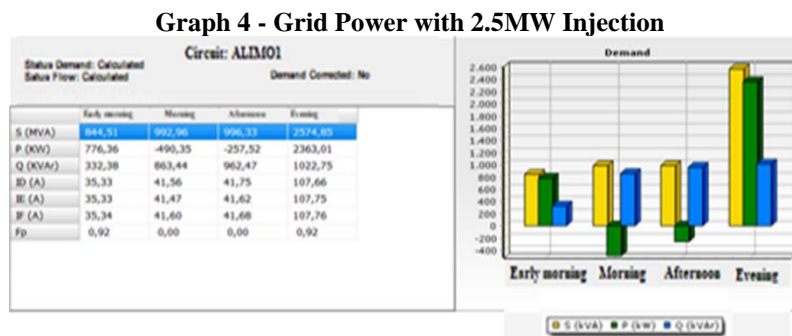 Graph 4 - Grid Power with 2.5MW Injection
Status Demand: Calculated
Satus Flow: Calculated
Circuit: ALIMO1
Demand Corrected: No
Early morning Morning Afternoon Evening
S (MVA) 844,51 992,96 996,33 2574,85
P (KW) 776,36 -490,35 -257,52 2363,01
Q (KVAr) 332,38 863,44 962,47 1022,75
ID (A) 35,33 41,56 41,75 107,66
IE (A) 35,33 41,47 41,62 107,75
IF (A) 35,34 41,60 41,68 107,76
Fp 0,92 0,00 0,00 0,92
Demand
2.600
2.400
2.200
2.000
1.800
1.600
1.400
1.200
1.000
800
600
400
200
0
-200
-400
Early morning Morning Afternoon Evening
S (kVA) P (kW) Q (kVAr)